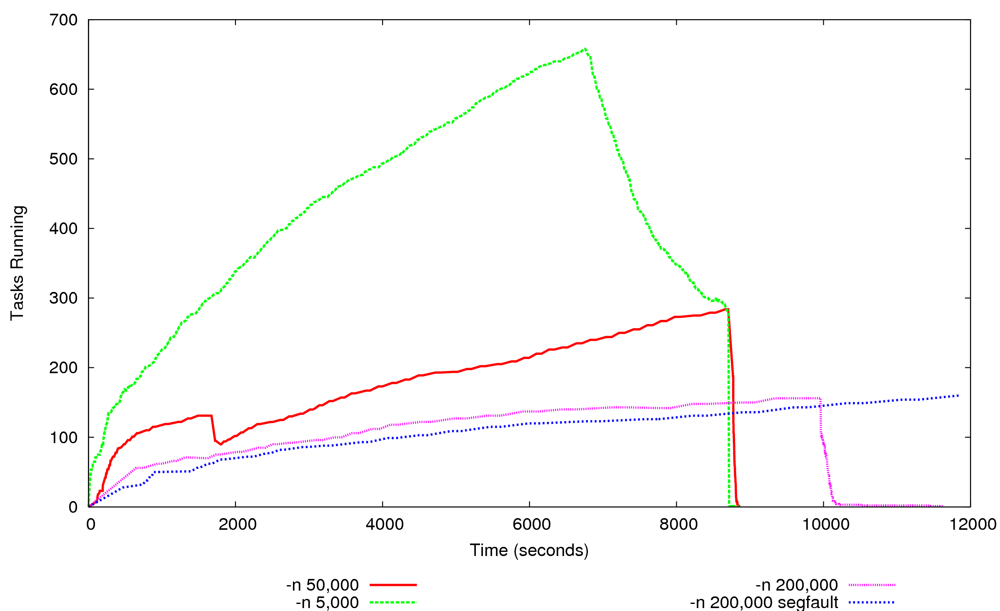 700
600
500
400
300
200
100
0
Tasks Running
0 2000 4000 6000 8000 10000 12000
Time (seconds)
-n 50,000
-n 5,000
-n 200,000
-n 200,000 segfault